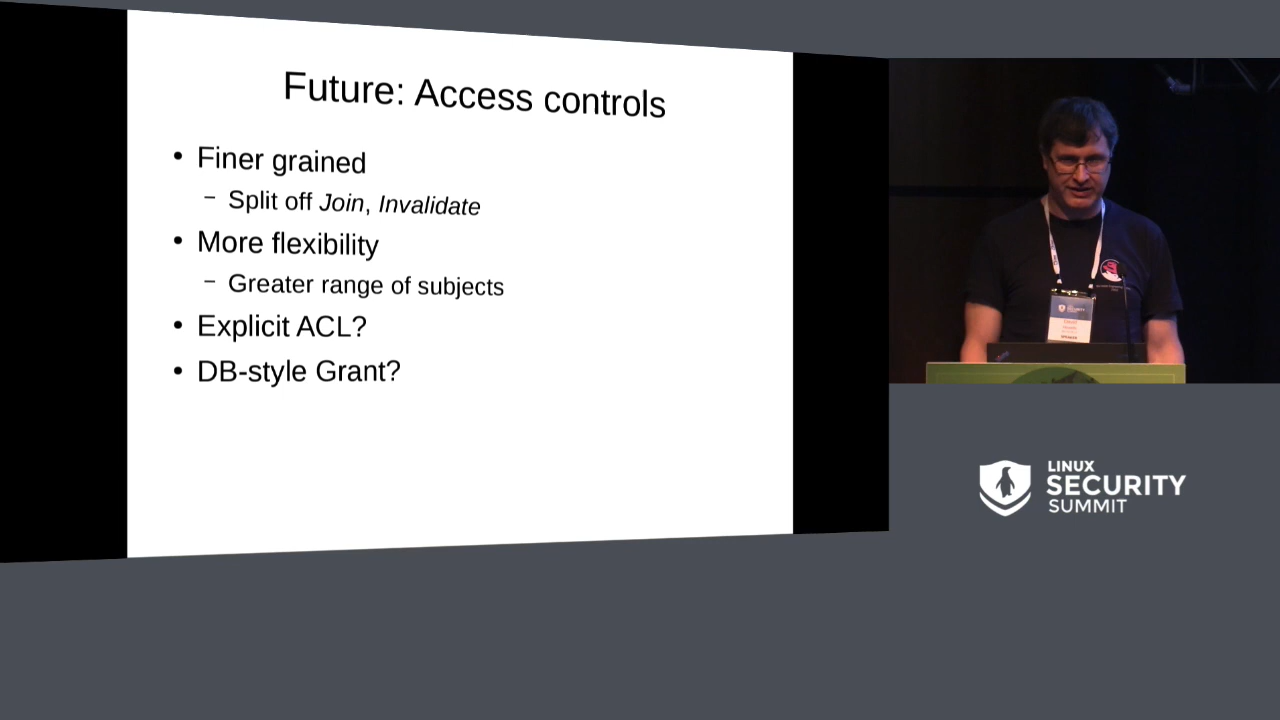 Future: Access controls
• Finer grained
– Split off Join, Invalidate
• More flexibility
– Greater range of subjects
• Explicit ACL?
• DB-style Grant?
LINUX
SECURITY
SUMMIT